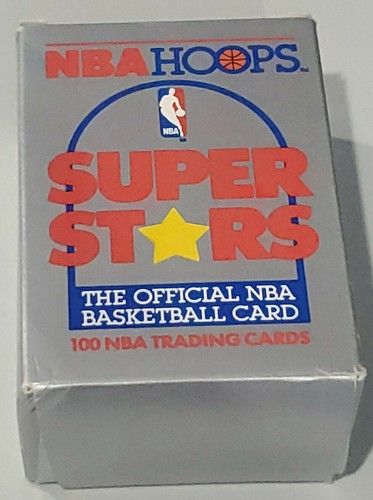 NBA HOOPS™
NBA
SUPER
STARS
THE OFFICIAL NBA
BASKETBALL CARD
100 NBA TRADING CARDS